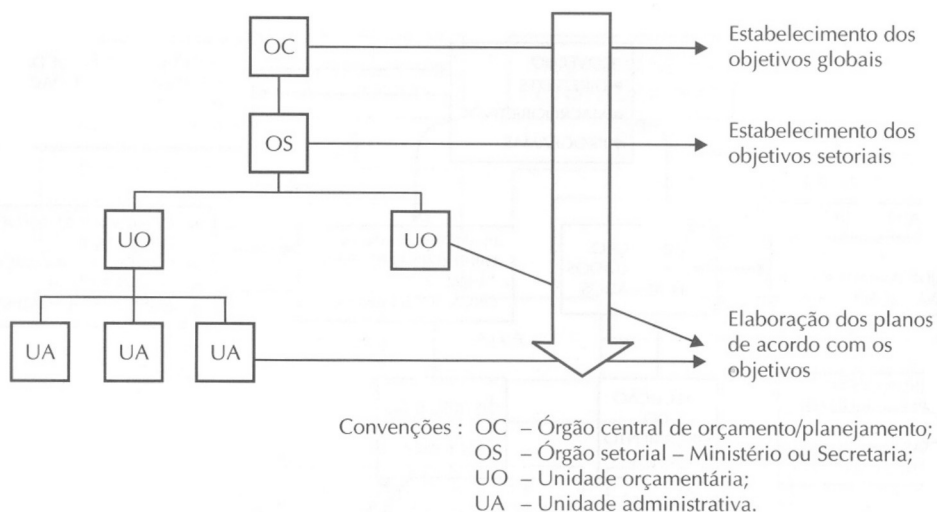 OC
Estabelecimento dos
objetivos globais
OS
Estabelecimento dos
objetivos setoriais
UO UO
UA UA UA
Elaboração dos planos
de acordo com os
objetivos
Convenções : OC – Órgão central de orçamento/planejamento;
OS – Órgão setorial – Ministério ou Secretaria;
UO – Unidade orçamentária;
UA – Unidade administrativa.